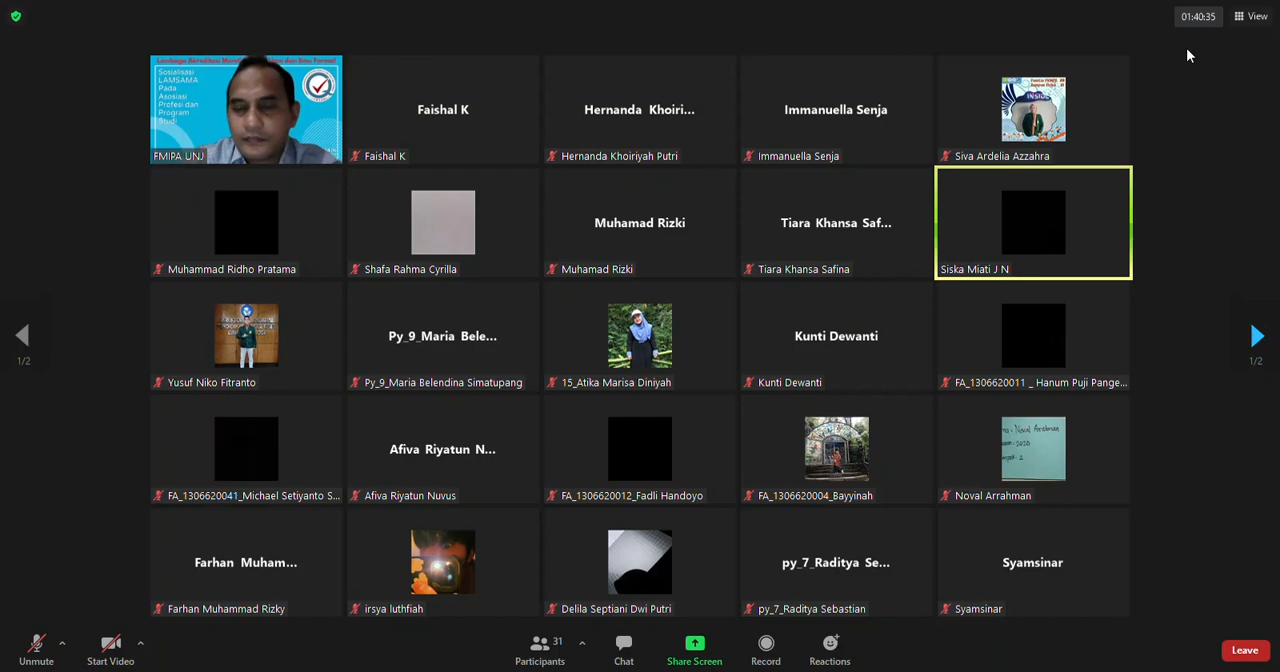 01:40:35
View
Sosialisasi
LAMSAMA
Pada
Asosiasi
Profesi dan
Program
Studi
FMIPA UNJ
Faishal K
Faishal K
Hernanda Khoiri...
Hernanda Khoiriyah Putri
Immanuella Senja
Immanuella Senja
INSIDE
Siva Ardelia Azzahra
Muhammad Ridho Pratama
Shafa Rahma Cyrilla
Muhamad Rizki
Muhamad Rizki
Tiara Khansa Saf...
Tiara Khansa Safina
Siska Miati J N
1/2
Yusuf Niko Fitranto
Py_9_Maria Bele...
Py_9_Maria Belendina Simatupang
15_Atika Marisa Diniyah
Kunti Dewanti
Kunti Dewanti
FA_1306620011 _ Hanum Puji Pange...
1/2
FA_1306620041_Michael Setiyanto S...
Afiva Riyatun N...
Afiva Riyatun Nuvus
FA_1306620012_Fadli Handoyo
FA_1306620004_Bayyinah
Noval Arrahman
2020
Noval Arrahman
Farhan Muham...
Farhan Muhammad Rizky
irsya luthfiah
Delila Septiani Dwi Putri
py_7_Raditya Se...
py_7_Raditya Sebastian
Syamsinar
Syamsinar
Unmute
Start Video
31
Participants
Chat
Share Screen
Record
Reactions
Leave